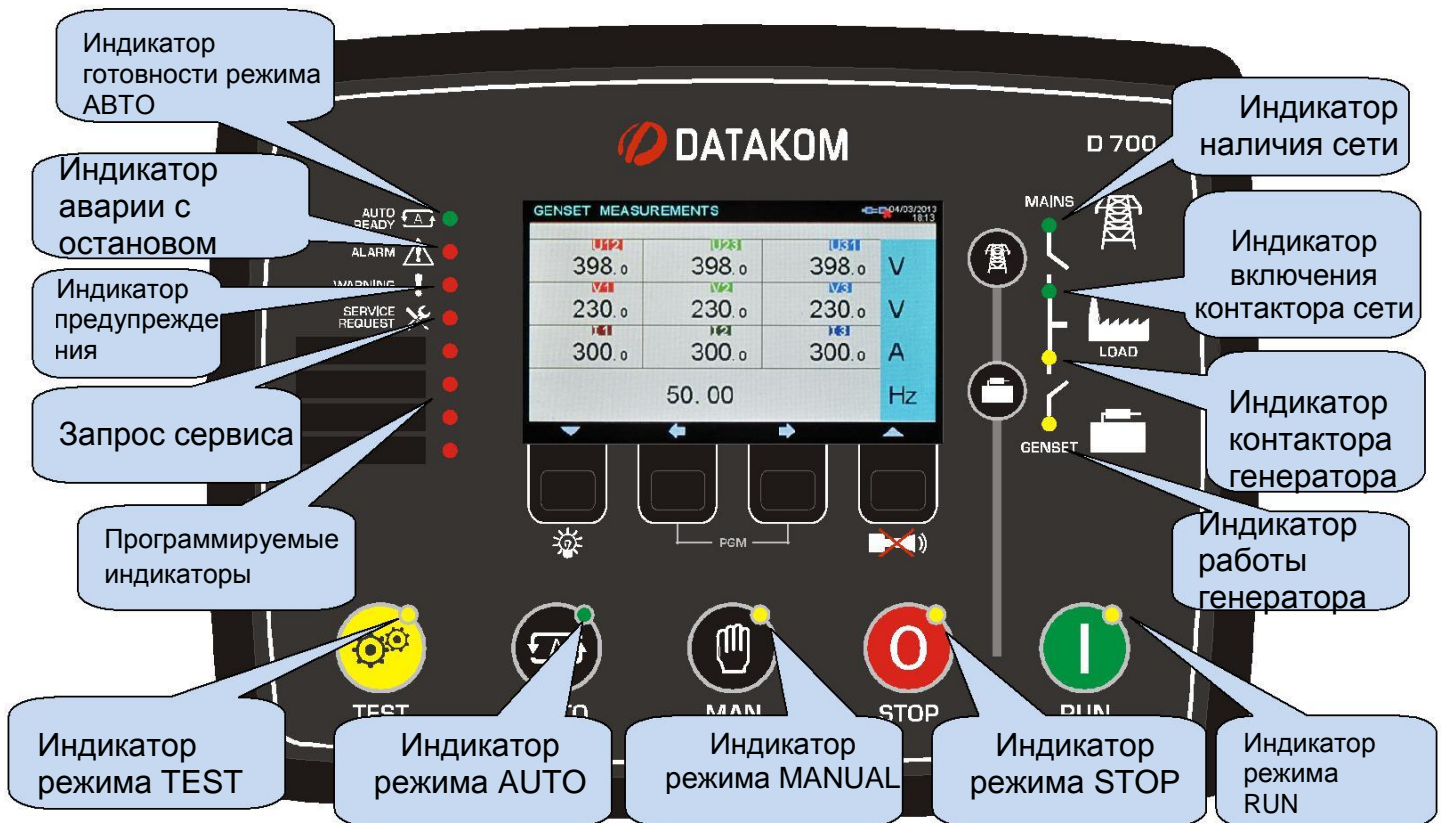 Индикатор
готовности режима
АВТО
Индикатор
аварии с
остановом
Индикатор
предупрежде
ния
Запрос сервиса
Программируемые
индикаторы
AUTO
READY
A
ALARM
WARNING
SERVICE
REQUEST
DATAKOM
D 700
GENSET MEASUREMENTS
04/03/2013
18:13
U12 U23 U31
398.0 398.0 398.0 V
V1 V2 V3
230.0 230.0 230.0 V
I1 I2 I3
300.0 300.0 300.0 A
50.00 Hz
PGM
MAINS
LOAD
GENSET
Индикатор
наличия сети
Индикатор
включения
контактора сети
Индикатор
контактора
генератора
Индикатор
работы
генератора
TEST
MAN
STOP
RUN
Индикатор
режима TEST
Индикатор
режима AUTO
Индикатор
режима MANUAL
Индикатор
режима STOP
Индикатор
режима
RUN